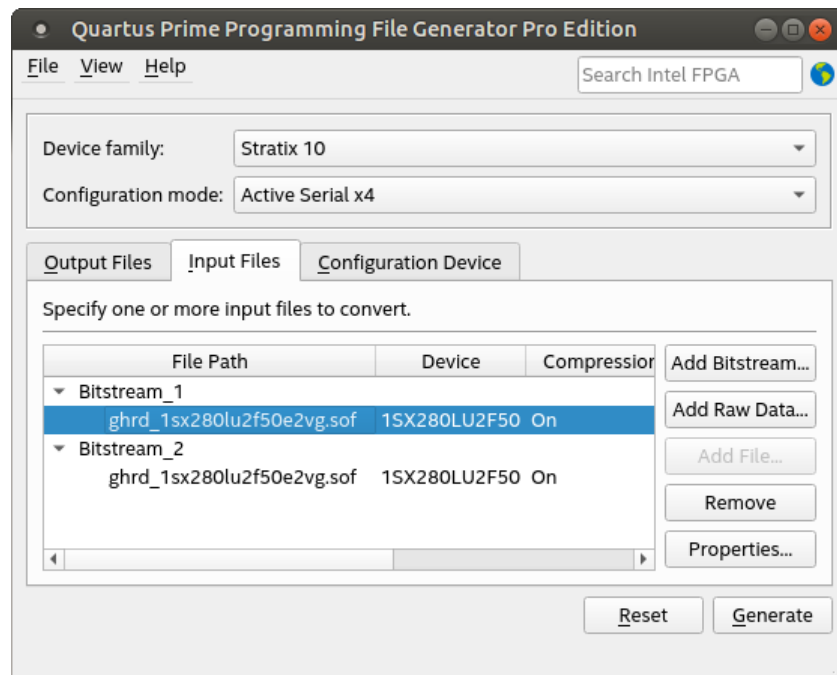 Quartus Prime Programming File Generator Pro Edition
File View Help
Search Intel FPGA
Device family: Stratix 10
Configuration mode: Active Serial x4
Output Files Input Files Configuration Device
Specify one or more input files to convert.
File Path Device Compression
Add Bitstream...
Bitstream_1
ghrd_1sx280lu2f50e2vg.sof 1SX280LU2F50 On
Add Raw Data...
Bitstream_2
Add File...
ghrd_1sx280lu2f50e2vg.sof 1SX280LU2F50 On
Remove
Properties...
Reset Generate